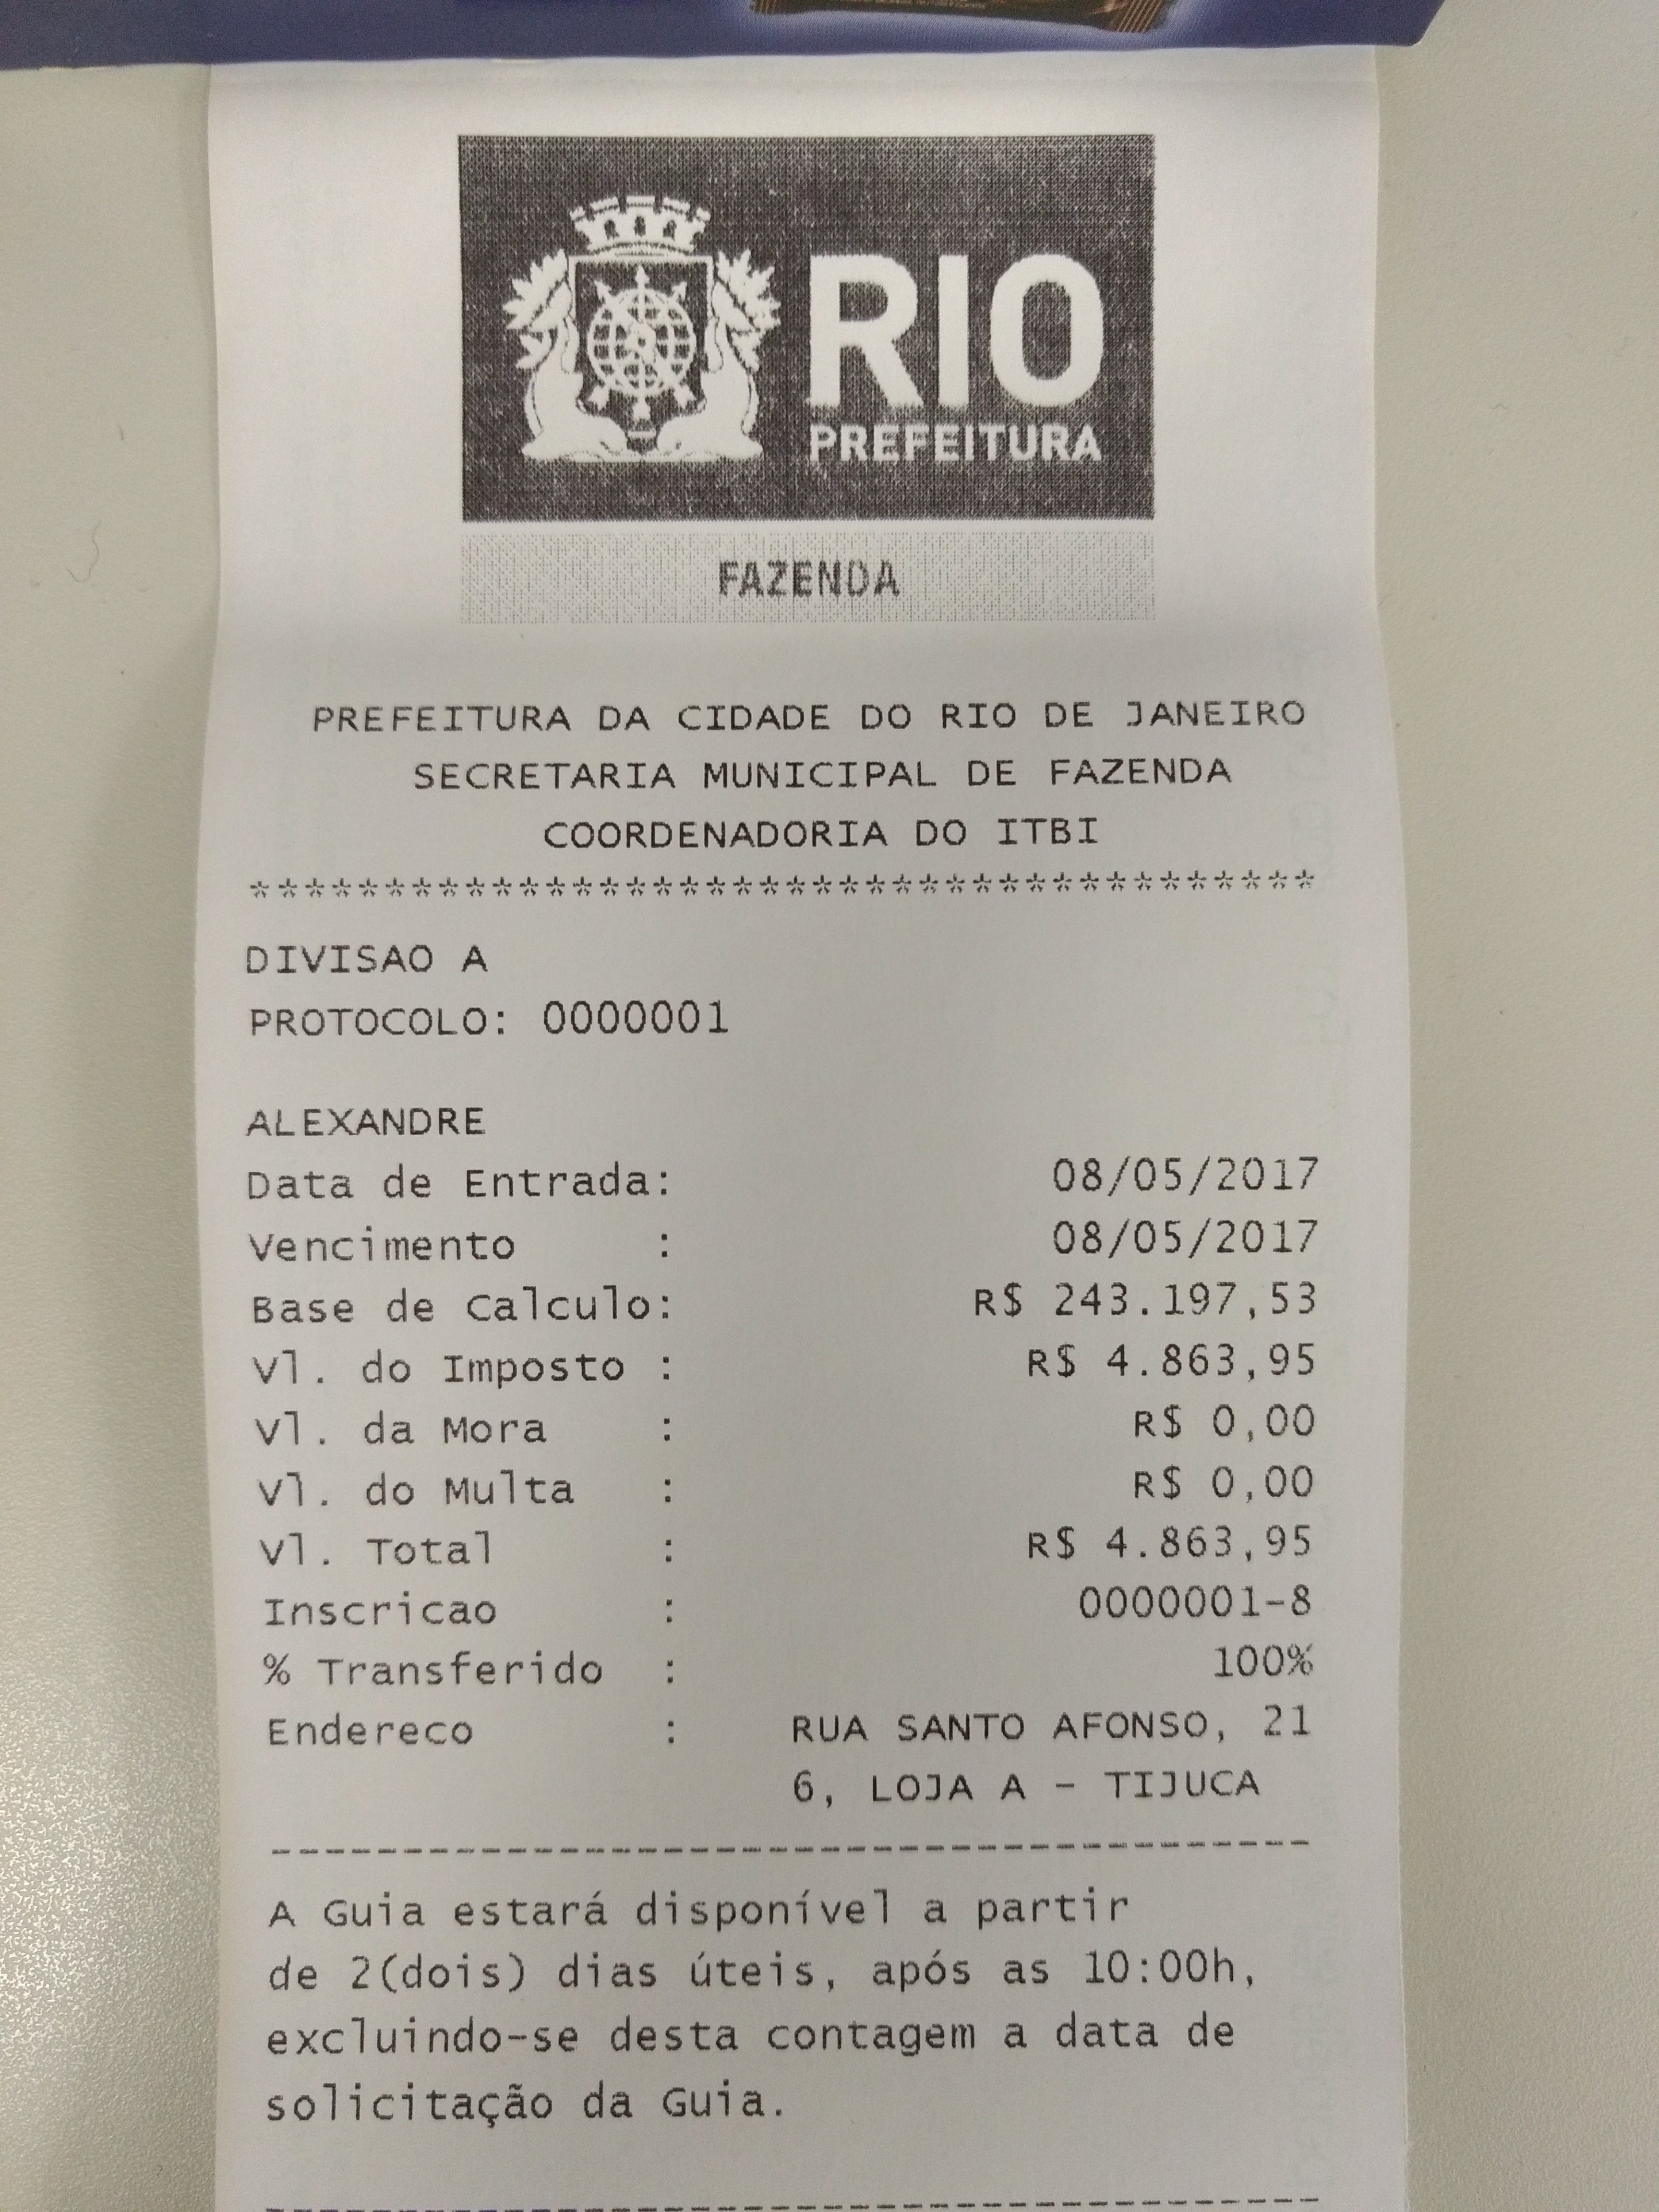 RIO
PREFEITURA
FAZENDA
PREFEITURA DA CIDADE DO RIO DE JANEIRO
SECRETARIA MUNICIPAL DE FAZENDA
COORDENADORIA DO ITBI
****************************************
DIVISAO A
PROTOCOLO: 0000001
ALEXANDRE
Data de Entrada: 08/05/2017
Vencimento : 08/05/2017
Base de Calculo: R$ 243.197,53
Vl. do Imposto : R$ 4.863,95
Vl. da Mora : R$ 0,00
Vl. do Multa : R$ 0,00
Vl. Total : R$ 4.863,95
Inscricao : 0000001-8
% Transferido : 100%
Endereco : RUA SANTO AFONSO, 21
6, LOJA A - TIJUCA
----------------------------------------
A Guia estará disponível a partir
de 2(dois) dias úteis, após as 10:00h,
excluindo-se desta contagem a data de
solicitação da Guia.
----------------------------------------